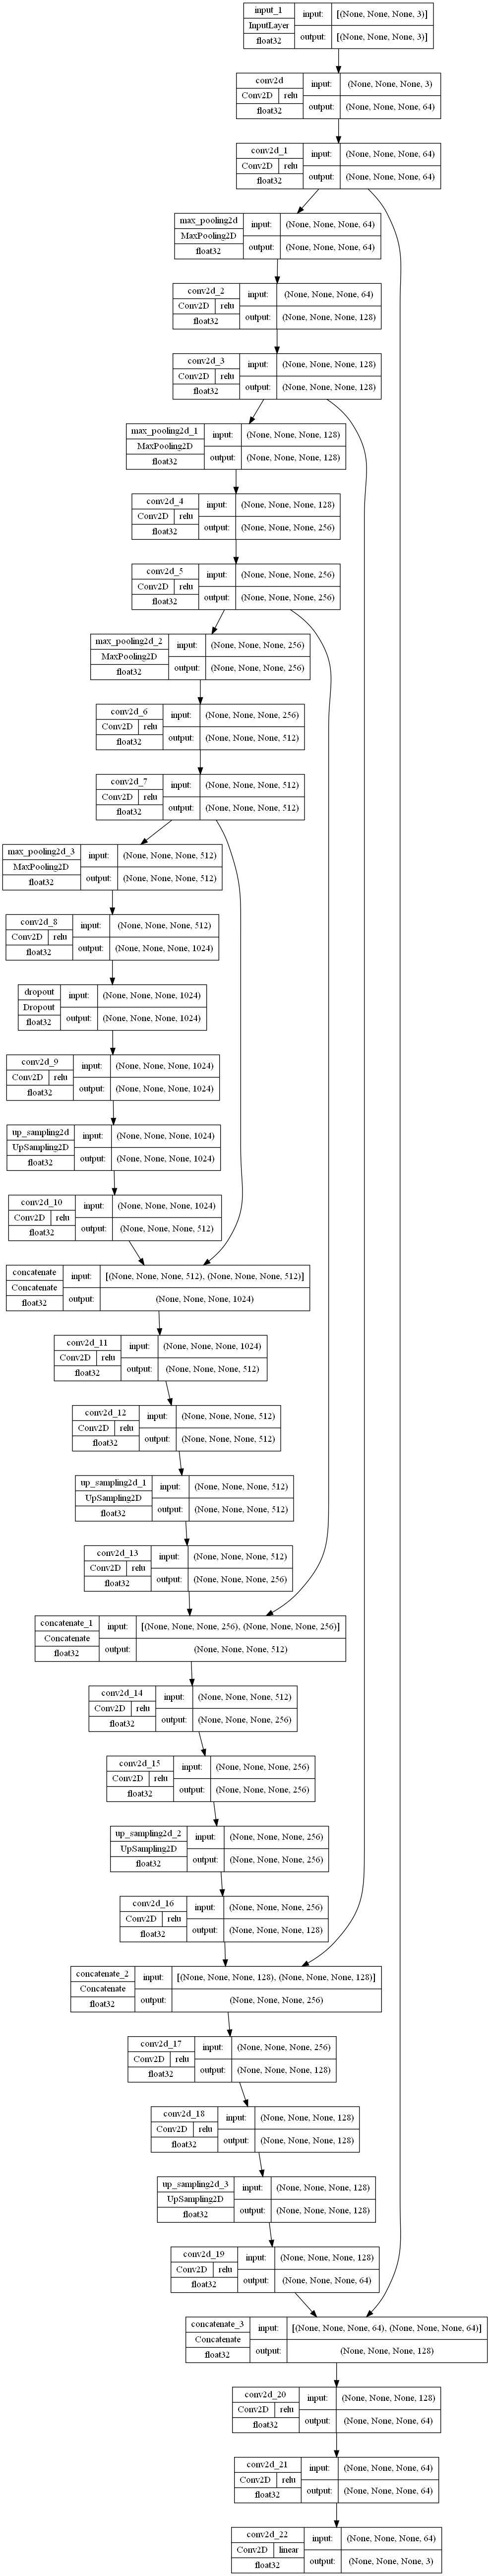 input_1 input: [(None, None, None, 3)]
InputLayer
float32 output: [(None, None, None, 3)]
conv2d input: (None, None, None, 3)
Conv2D relu
float32 output: (None, None, None, 64)
conv2d_1 input: (None, None, None, 64)
Conv2D relu
float32 output: (None, None, None, 64)
max_pooling2d input: (None, None, None, 64)
MaxPooling2D
float32 output: (None, None, None, 64)
conv2d_2 input: (None, None, None, 64)
Conv2D relu
float32 output: (None, None, None, 128)
conv2d_3 input: (None, None, None, 128)
Conv2D relu
float32 output: (None, None, None, 128)
max_pooling2d_1 input: (None, None, None, 128)
MaxPooling2D
float32 output: (None, None, None, 128)
conv2d_4 input: (None, None, None, 128)
Conv2D relu
float32 output: (None, None, None, 256)
conv2d_5 input: (None, None, None, 256)
Conv2D relu
float32 output: (None, None, None, 256)
max_pooling2d_2 input: (None, None, None, 256)
MaxPooling2D
float32 output: (None, None, None, 256)
conv2d_6 input: (None, None, None, 256)
Conv2D relu
float32 output: (None, None, None, 512)
conv2d_7 input: (None, None, None, 512)
Conv2D relu
float32 output: (None, None, None, 512)
max_pooling2d_3 input: (None, None, None, 512)
MaxPooling2D
float32 output: (None, None, None, 512)
conv2d_8 input: (None, None, None, 512)
Conv2D relu
float32 output: (None, None, None, 1024)
dropout input: (None, None, None, 1024)
Dropout
float32 output: (None, None, None, 1024)
conv2d_9 input: (None, None, None, 1024)
Conv2D relu
float32 output: (None, None, None, 1024)
up_sampling2d input: (None, None, None, 1024)
UpSampling2D
float32 output: (None, None, None, 1024)
conv2d_10 input: (None, None, None, 1024)
Conv2D relu
float32 output: (None, None, None, 512)
concatenate input: [(None, None, None, 512), (None, None, None, 512)]
Concatenate
float32 output: (None, None, None, 1024)
conv2d_11 input: (None, None, None, 1024)
Conv2D relu
float32 output: (None, None, None, 512)
conv2d_12 input: (None, None, None, 512)
Conv2D relu
float32 output: (None, None, None, 512)
up_sampling2d_1 input: (None, None, None, 512)
UpSampling2D
float32 output: (None, None, None, 512)
conv2d_13 input: (None, None, None, 512)
Conv2D relu
float32 output: (None, None, None, 256)
concatenate_1 input: [(None, None, None, 256), (None, None, None, 256)]
Concatenate
float32 output: (None, None, None, 512)
conv2d_14 input: (None, None, None, 512)
Conv2D relu
float32 output: (None, None, None, 256)
conv2d_15 input: (None, None, None, 256)
Conv2D relu
float32 output: (None, None, None, 256)
up_sampling2d_2 input: (None, None, None, 256)
UpSampling2D
float32 output: (None, None, None, 256)
conv2d_16 input: (None, None, None, 256)
Conv2D relu
float32 output: (None, None, None, 128)
concatenate_2 input: [(None, None, None, 128), (None, None, None, 128)]
Concatenate
float32 output: (None, None, None, 256)
conv2d_17 input: (None, None, None, 256)
Conv2D relu
float32 output: (None, None, None, 128)
conv2d_18 input: (None, None, None, 128)
Conv2D relu
float32 output: (None, None, None, 128)
up_sampling2d_3 input: (None, None, None, 128)
UpSampling2D
float32 output: (None, None, None, 128)
conv2d_19 input: (None, None, None, 128)
Conv2D relu
float32 output: (None, None, None, 64)
concatenate_3 input: [(None, None, None, 64), (None, None, None, 64)]
Concatenate
float32 output: (None, None, None, 128)
conv2d_20 input: (None, None, None, 128)
Conv2D relu
float32 output: (None, None, None, 64)
conv2d_21 input: (None, None, None, 64)
Conv2D relu
float32 output: (None, None, None, 64)
conv2d_22 input: (None, None, None, 64)
Conv2D linear
float32 output: (None, None, None, 3)